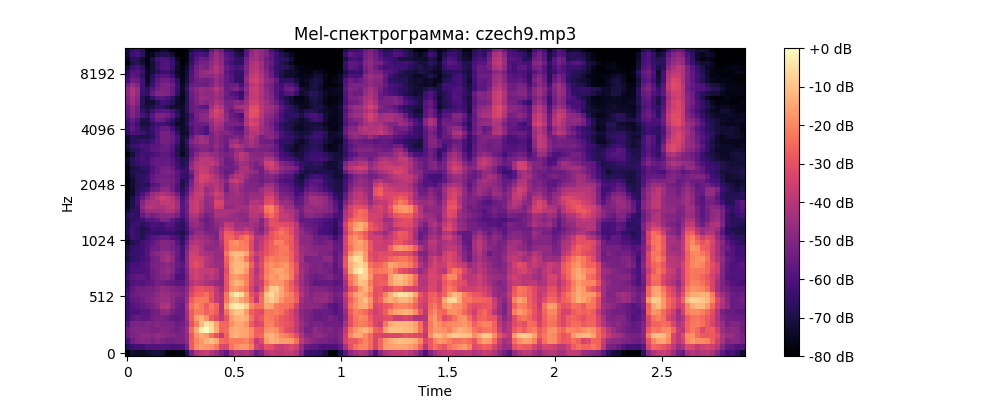 Mel-спектрограмма: czech9.mp3
+0 dB
8192
-10 dB
-20 dB
4096
-30 dB
2048
-40 dB
Hz
1024
-50 dB
-60 dB
512
-70 dB
0
-80 dB
0 0.5 1 1.5 2 2.5
Time